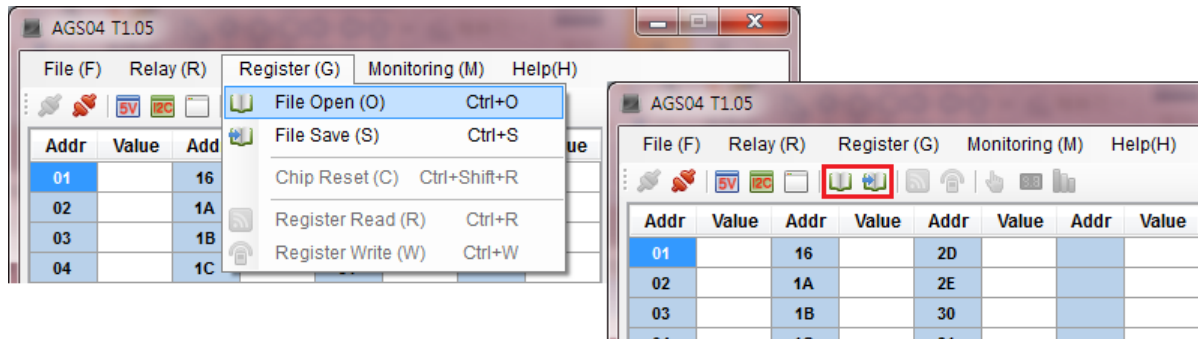 AGS04 T1.05
File (F) Relay (R) Register (G) Monitoring (M) Help(H)
5V I2C
File Open (O) Ctrl+O
File Save (S) Ctrl+S
Chip Reset (C) Ctrl+Shift+R
Register Read (R) Ctrl+R
Register Write (W) Ctrl+W
Addr Value Add ue
01 16
02 1A
03 1B
04 1C
AGS04 T1.05
File (F) Relay (R) Register (G) Monitoring (M) Help(H)
5V I2C
Addr Value Addr Value Addr Value Addr Value
01 16 2D
02 1A 2E
03 1B 30